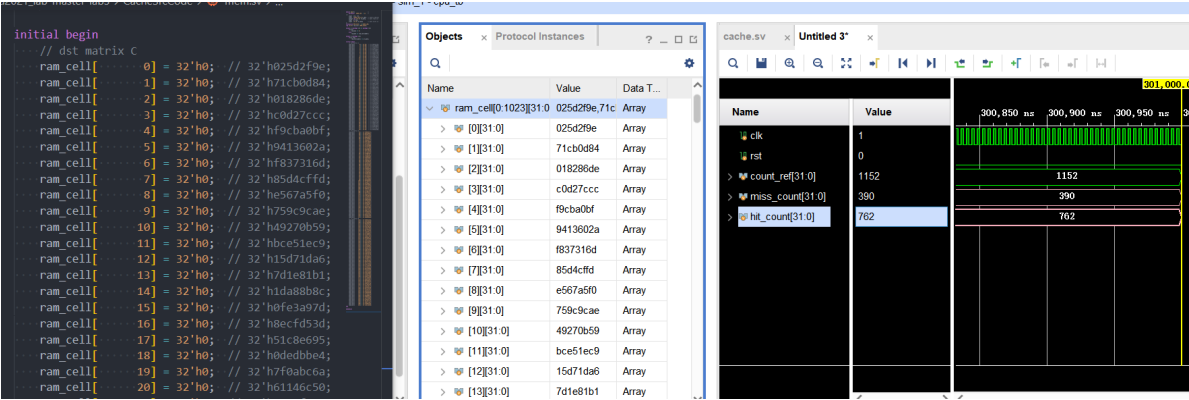 initial begin
// dst matrix C
ram_cell[ 0] = 32'h0; // 32'h025d2f9e;
ram_cell[ 1] = 32'h0; // 32'h71cb0d84;
ram_cell[ 2] = 32'h0; // 32'h018286de;
ram_cell[ 3] = 32'h0; // 32'hc0d27ccc;
ram_cell[ 4] = 32'h0; // 32'hf9cba0bf;
ram_cell[ 5] = 32'h0; // 32'h9413602a;
ram_cell[ 6] = 32'h0; // 32'hf837316d;
ram_cell[ 7] = 32'h0; // 32'h85d4cffd;
ram_cell[ 8] = 32'h0; // 32'he567a5f0;
ram_cell[ 9] = 32'h0; // 32'h759c9cae;
ram_cell[ 10] = 32'h0; // 32'h49270b59;
ram_cell[ 11] = 32'h0; // 32'hbce51ec9;
ram_cell[ 12] = 32'h0; // 32'h15d71da6;
ram_cell[ 13] = 32'h0; // 32'h7d1e81b1;
ram_cell[ 14] = 32'h0; // 32'h1da88b8c;
ram_cell[ 15] = 32'h0; // 32'h0fe3a97d;
ram_cell[ 16] = 32'h0; // 32'h8ecfd53d;
ram_cell[ 17] = 32'h0; // 32'h51c8e695;
ram_cell[ 18] = 32'h0; // 32'h0dedbbe4;
ram_cell[ 19] = 32'h0; // 32'h7f0abc6a;
ram_cell[ 20] = 32'h0; // 32'h61146c50;
Objects × Protocol Instances ? _
Name Value Data T...
ram_cell[0:1023][31:0 025d2f9e,71c Array
[0][31:0] 025d2f9e Array
[1][31:0] 71cb0d84 Array
[2][31:0] 018286de Array
[3][31:0] c0d27ccc Array
[4][31:0] f9cba0bf Array
[5][31:0] 9413602a Array
[6][31:0] f837316d Array
[7][31:0] 85d4cffd Array
[8][31:0] e567a5f0 Array
[9][31:0] 759c9cae Array
[10][31:0] 49270b59 Array
[11][31:0] bce51ec9 Array
[12][31:0] 15d71da6 Array
[13][31:0] 7d1e81b1 Array
cache.sv × Untitled 3* ×
301,000.0
Name Value
300,850 ns 300,900 ns 300,950 ns
clk 1
rst 0
count_ref[31:0] 1152 1152
miss_count[31:0] 390 390
hit_count[31:0] 762 762